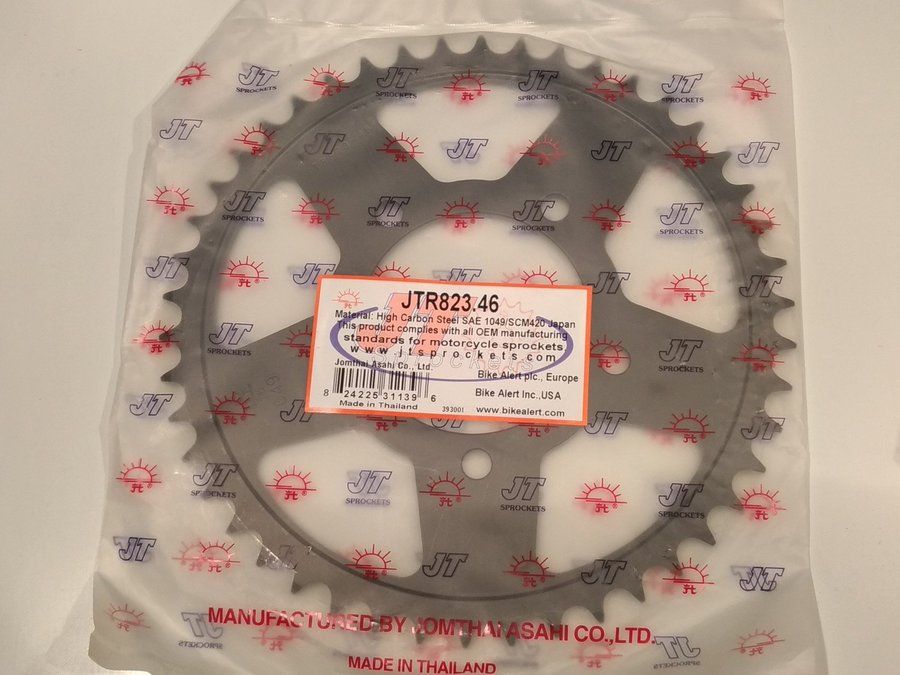 JTR823.46
Material: High Carbon Steel SAE 1049/SCM420 Japan
This product complies with all OEM manufacturing
standards for motorcycle sprockets
www.jtsprockets.com
Jomthai Asahi Co., Ltd.
Bike Alert plc., Europe
Bike Alert Inc.,USA
8 24225 31139 6
Made in Thailand
393001
www.bikealert.com
JT
SPROCKETS
MANUFACTURED BY JOMTHAI ASAHI CO.,LTD.
MADE IN THAILAND